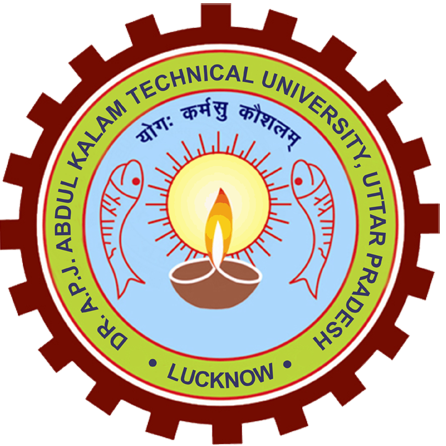 DR. A.P.J. ABDUL KALAM TECHNICAL UNIVERSITY, UTTAR PRADESH
योगः कर्मसु कौशलम्
• LUCKNOW •